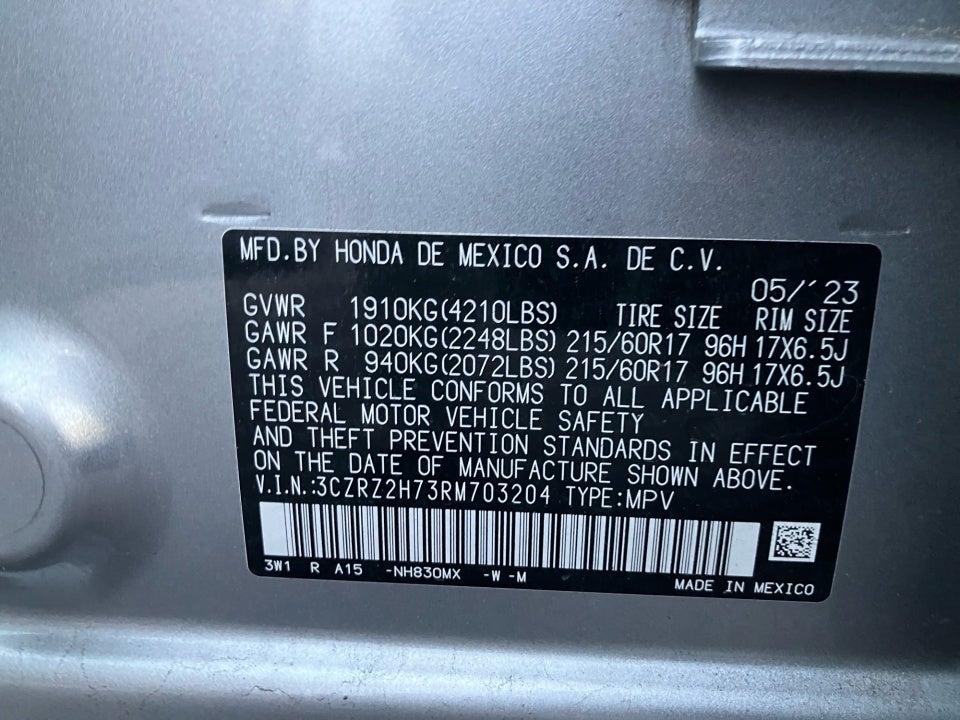 MFD.BY HONDA DE MEXICO S.A. DE C.V.
05/'23
GVWR 1910KG(4210LBS) TIRE SIZE RIM SIZE
GAWR F 1020KG(2248LBS) 215/60R17 96H 17X6.5J
GAWR R 940KG(2072LBS) 215/60R17 96H 17X6.5J
THIS VEHICLE CONFORMS TO ALL APPLICABLE
FEDERAL MOTOR VEHICLE SAFETY
AND THEFT PREVENTION STANDARDS IN EFFECT
ON THE DATE OF MANUFACTURE SHOWN ABOVE.
V.I.N.:3CZRZ2H73RM703204 TYPE:MPV
3W1 R A15 -NH830MX -W -M
MADE IN MEXICO